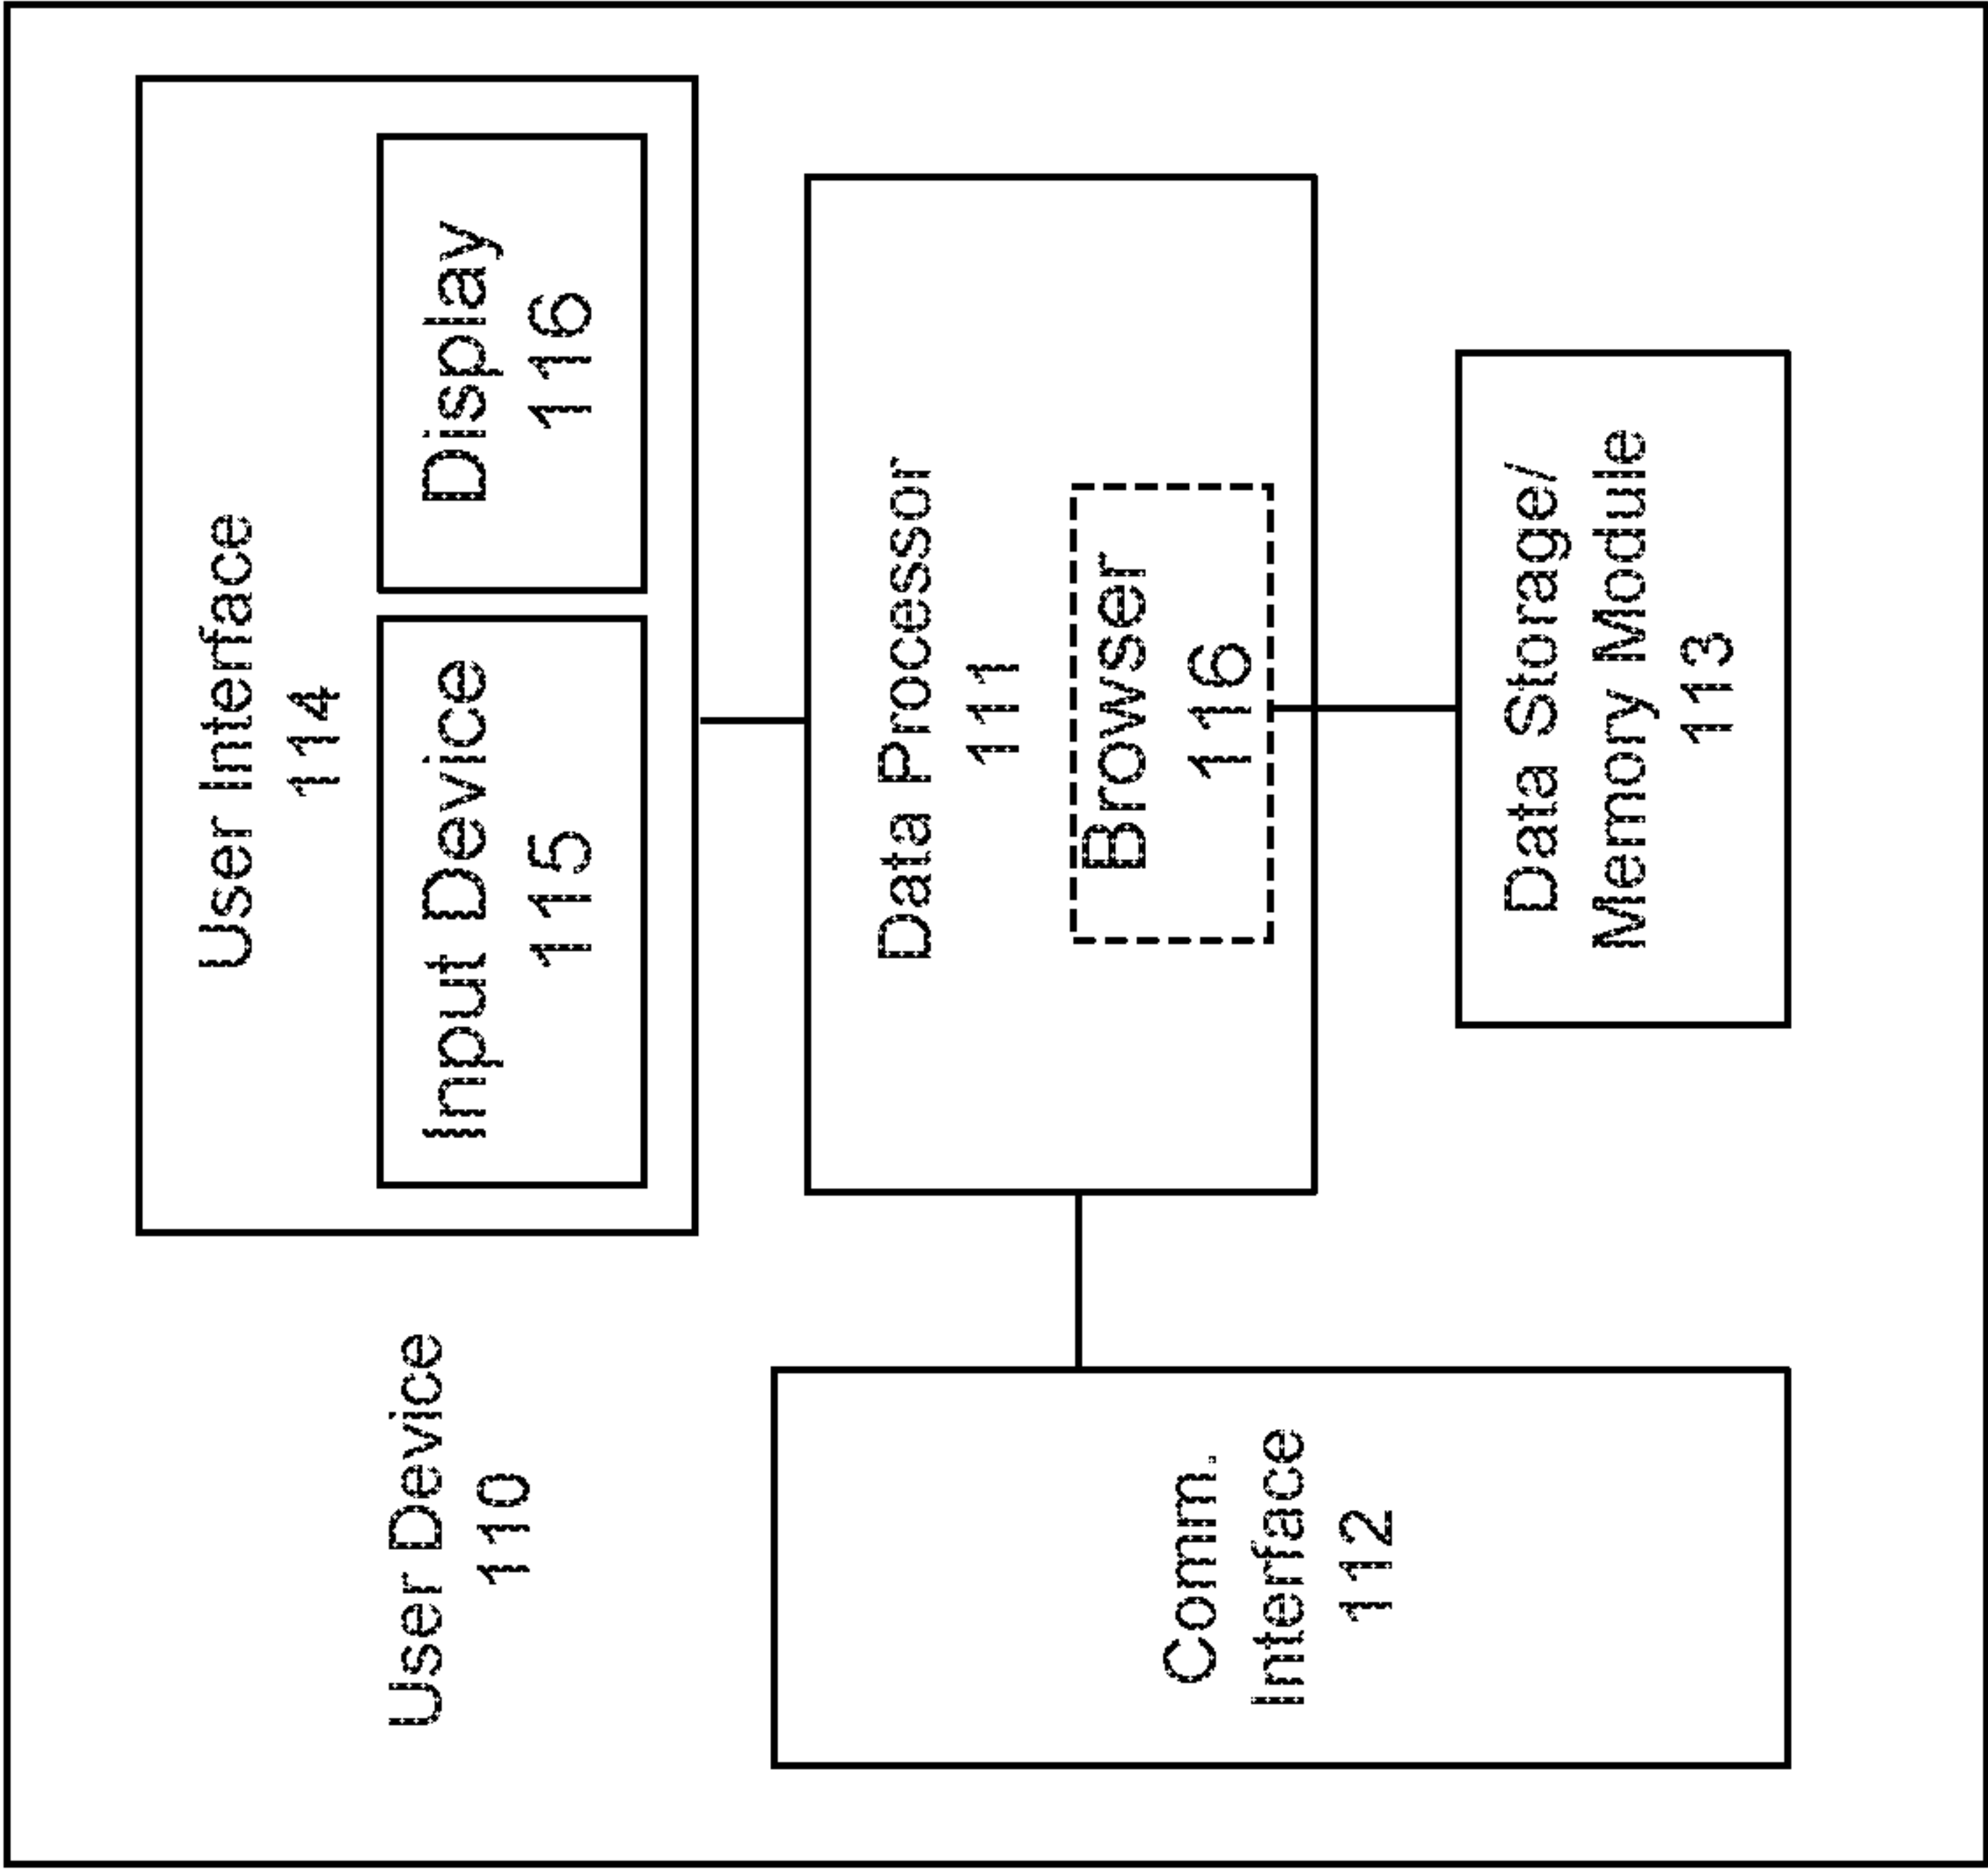 User Device
110
User Interface
114
Input Device
115
Display
116
Data Processor
111
Browser
116
Comm.
Interface
112
Data Storage/
Memory Module
113